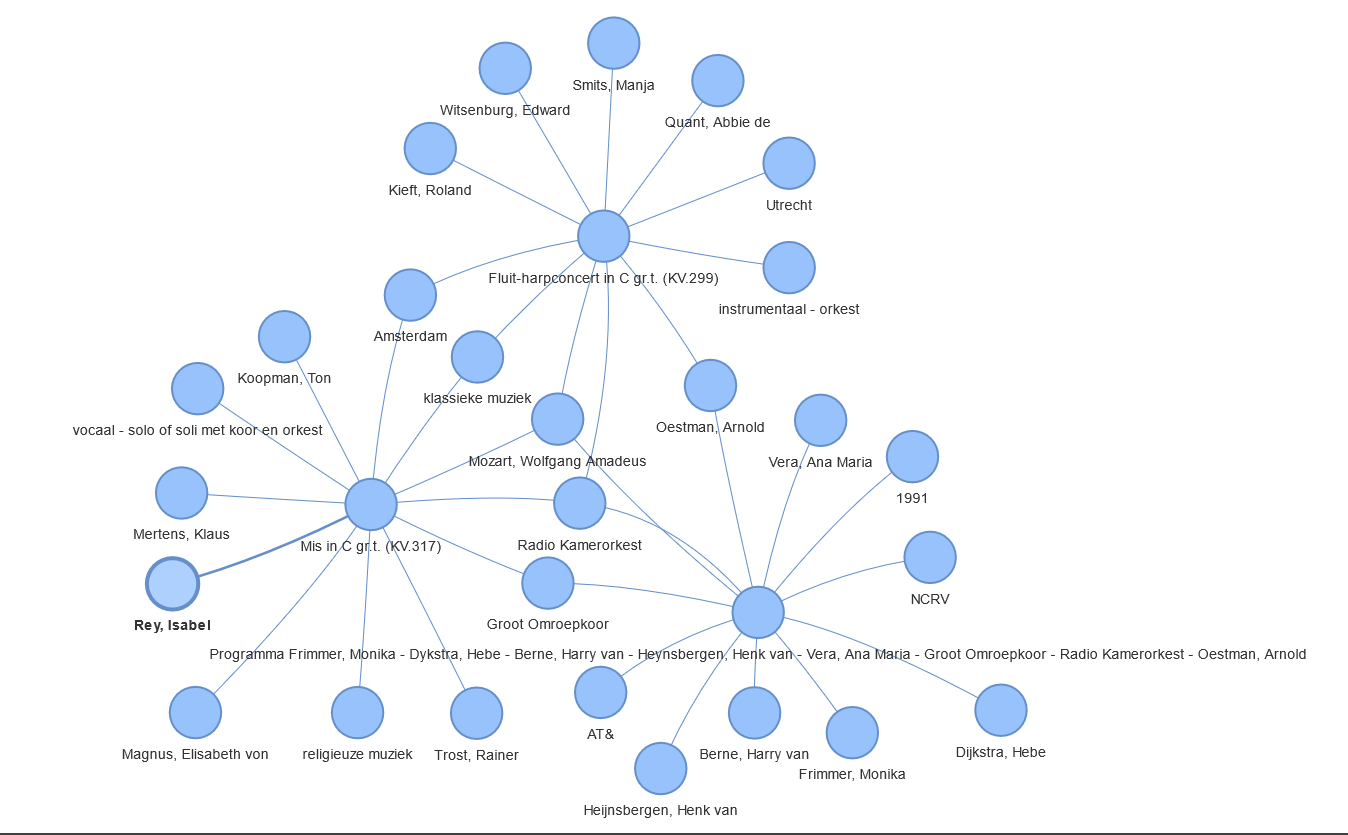 Smits, Manja
Witsenburg, Edward
Quant, Abbie de
Kieft, Roland
Utrecht
Fluit-harpconcert in C gr.t. (KV.299)
instrumentaal - orkest
Amsterdam
Koopman, Ton
klassieke muziek
vocaal - solo of soli met koor en orkest
Oestman, Arnold
Mozart, Wolfgang Amadeus
Vera, Ana Maria
1991
Mertens, Klaus
Mis in C gr.t. (KV.317)
Radio Kamerorkest
NCRV
Rey, Isabel
Groot Omroepkoor
Programma Frimmer, Monika - Dykstra, Hebe - Berne, Harry van - Heynsbergen, Henk van - Vera, Ana Maria - Groot Omroepkoor - Radio Kamerorkest - Oestman, Arnold
AT&
Magnus, Elisabeth von
religieuze muziek
Trost, Rainer
Berne, Harry van
Dijkstra, Hebe
Frimmer, Monika
Heijnsbergen, Henk van